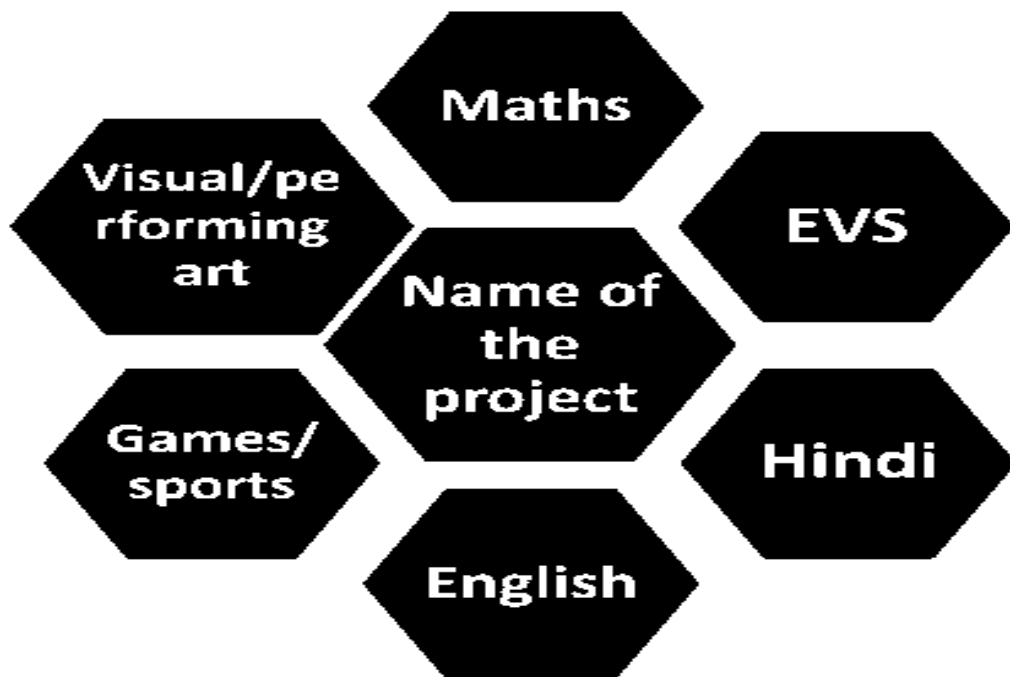 Maths
Visual/pe
rforming
art
EVS
Name of
the
project
Games/
sports
Hindi
English